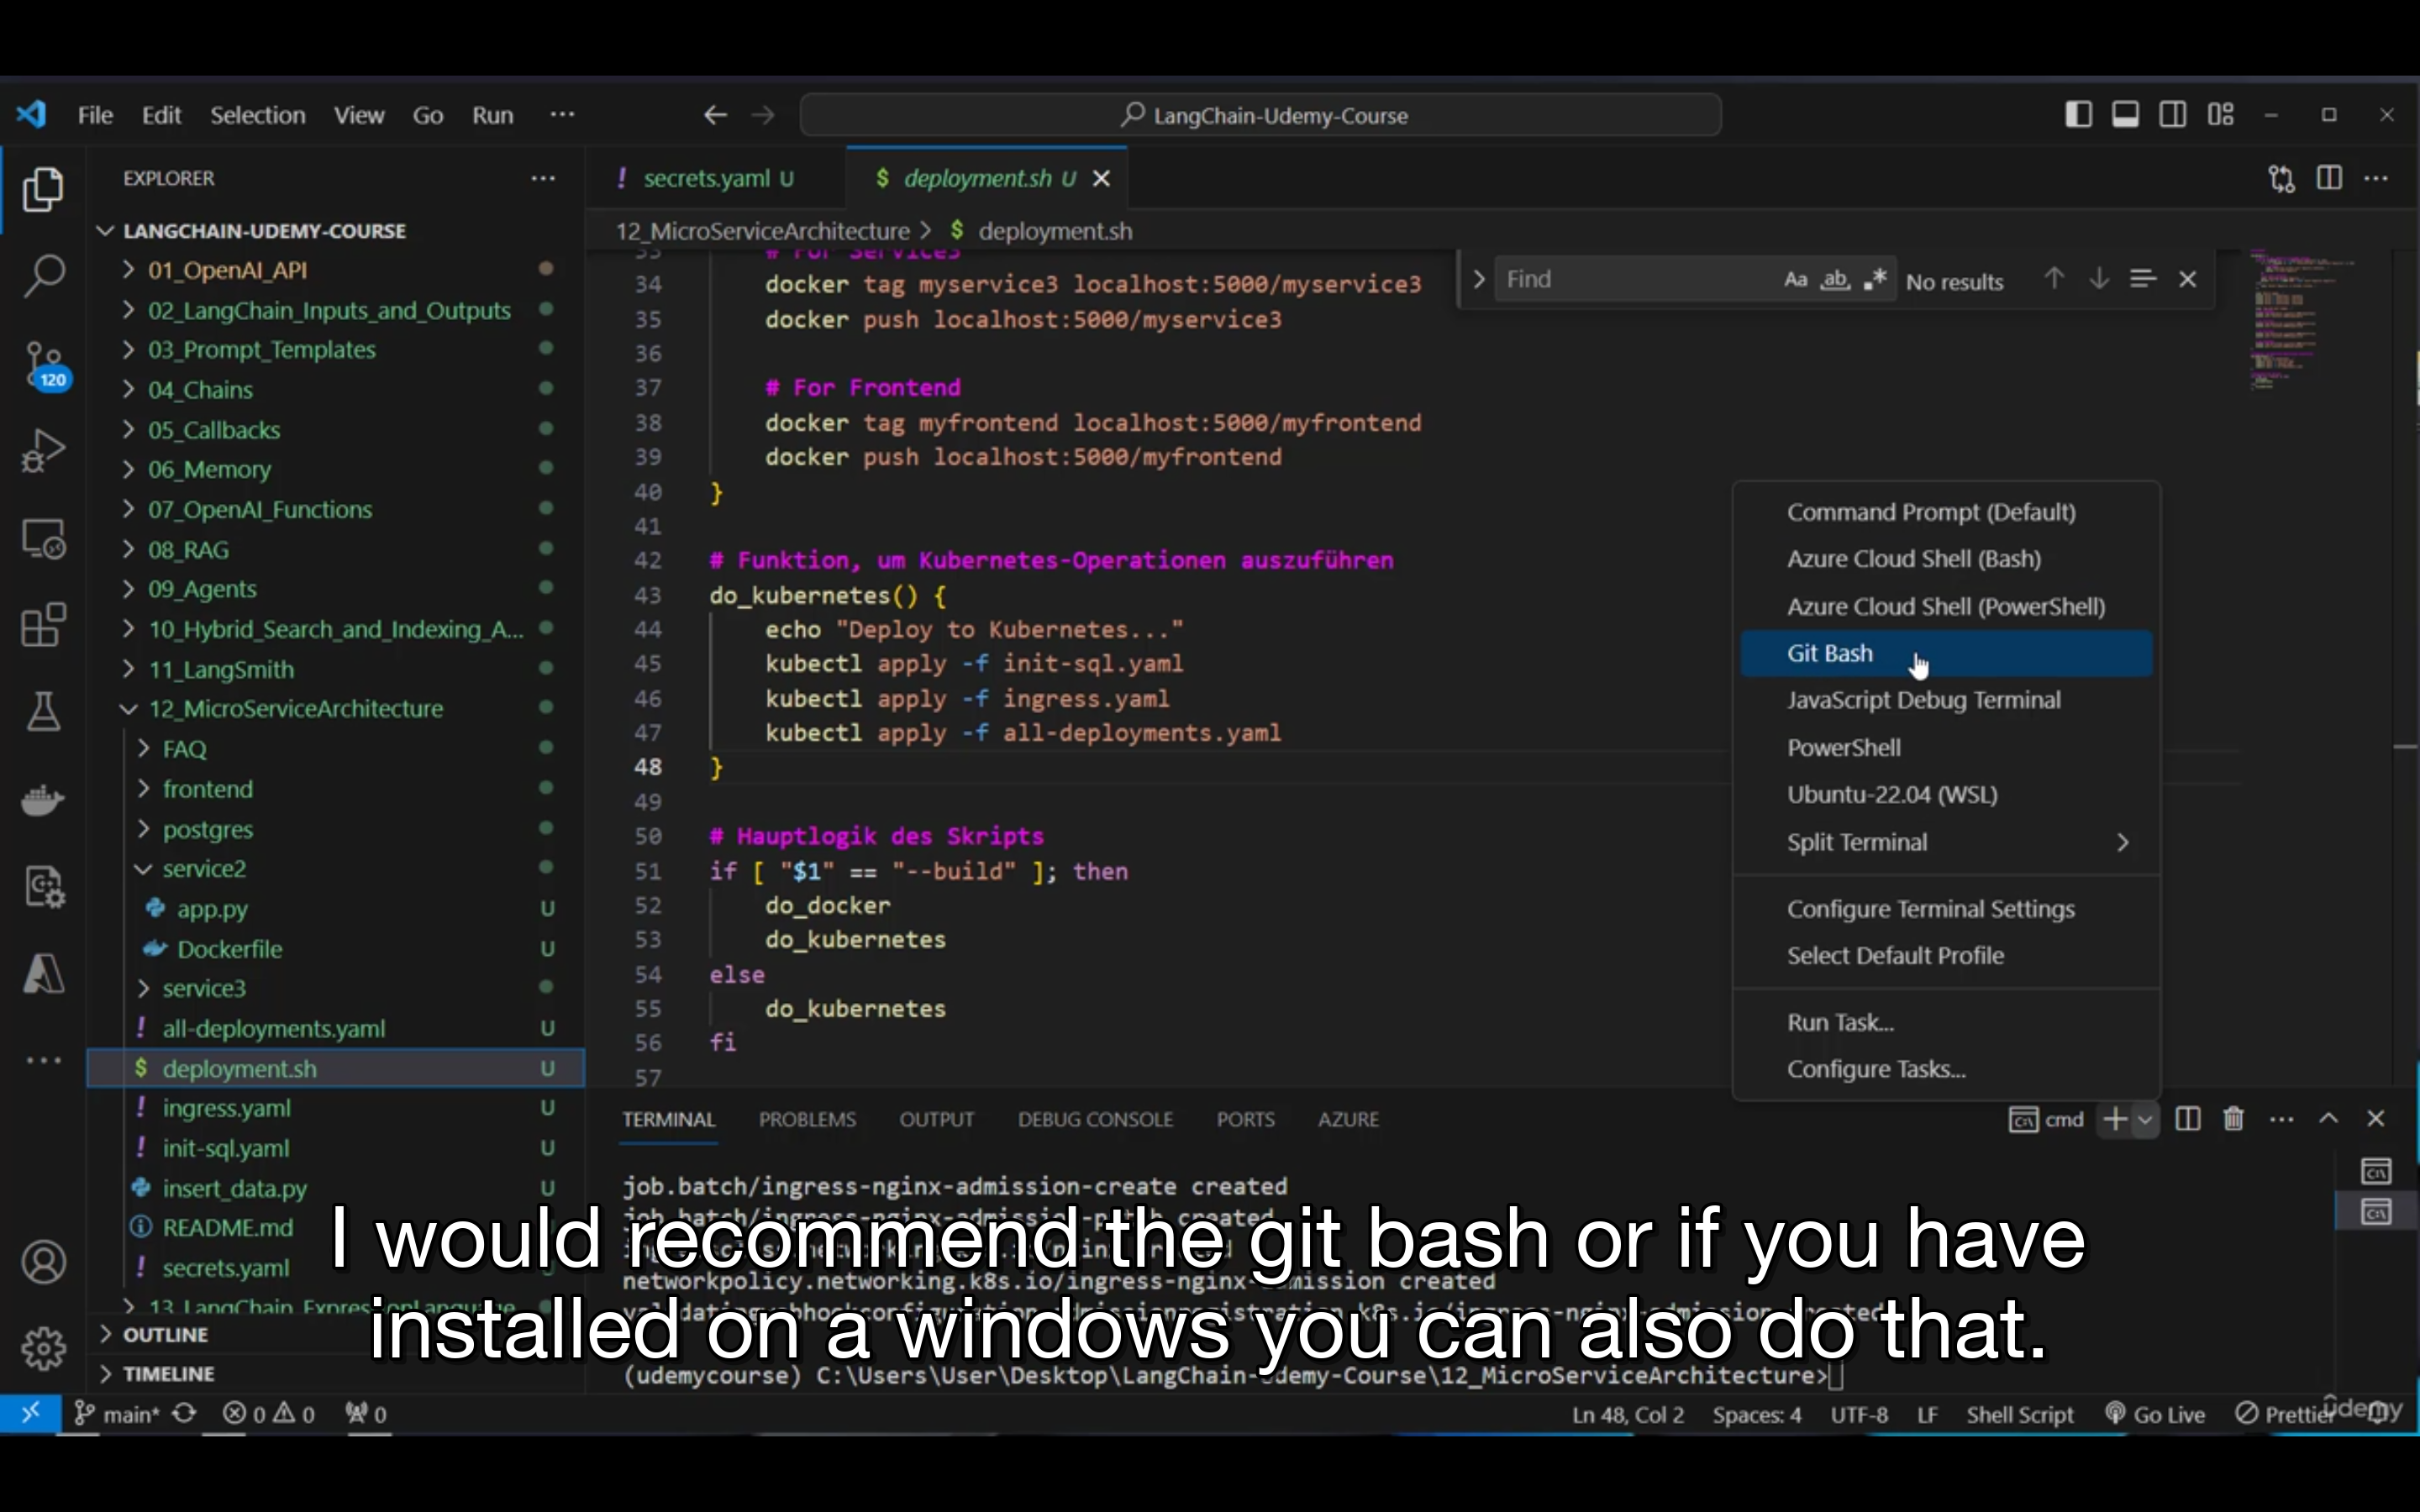 File Edit Selection View Go Run ...
LangChain-Udemy-Course
EXPLORER
LANGCHAIN-UDEMY-COURSE
01_OpenAI_API
02_LangChain_Inputs_and_Outputs
03_Prompt_Templates
04_Chains
05_Callbacks
06_Memory
07_OpenAI_Functions
08_RAG
09_Agents
10_Hybrid_Search_and_Indexing_A...
11_LangSmith
12_MicroServiceArchitecture
FAQ
frontend
postgres
service2
app.py U
Dockerfile U
service3
all-deployments.yaml U
$ deployment.sh U
! ingress.yaml U
! init-sql.yaml U
insert_data.py U
README.md
! secrets.yaml
13_LangChain_ExpressionLanguage
OUTLINE
TIMELINE
120
! secrets.yaml U
$ deployment.sh U
12_MicroServiceArchitecture > $ deployment.sh
Find Aa ab No results
33 # For Service3
34 docker tag myservice3 localhost:5000/myservice3
35 docker push localhost:5000/myservice3
36
37 # For Frontend
38 docker tag myfrontend localhost:5000/myfrontend
39 docker push localhost:5000/myfrontend
40 }
41
42 # Funktion, um Kubernetes-Operationen auszuführen
43 do_kubernetes() {
44 echo "Deploy to Kubernetes..."
45 kubectl apply -f init-sql.yaml
46 kubectl apply -f ingress.yaml
47 kubectl apply -f all-deployments.yaml
48 }
49
50 # Hauptlogik des Skripts
51 if [ "$1" == "--build" ]; then
52 do_docker
53 do_kubernetes
54 else
55 do_kubernetes
56 fi
57
Command Prompt (Default)
Azure Cloud Shell (Bash)
Azure Cloud Shell (PowerShell)
Git Bash
JavaScript Debug Terminal
PowerShell
Ubuntu-22.04 (WSL)
Split Terminal
Configure Terminal Settings
Select Default Profile
Run Task...
Configure Tasks...
TERMINAL PROBLEMS OUTPUT DEBUG CONSOLE PORTS AZURE
cmd
job.batch/ingress-nginx-admission-create created
networkpolicy.networking.k8s.io/ingress-nginx-admission created
(udemycourse) C:\Users\User\Desktop\LangChain-Udemy-Course\12_MicroServiceArchitecture>
I would recommend the git bash or if you have
installed on a windows you can also do that.
main* 0 0 0
Ln 48, Col 2 Spaces: 4 UTF-8 LF Shell Script Go Live Prettier
ûdemy